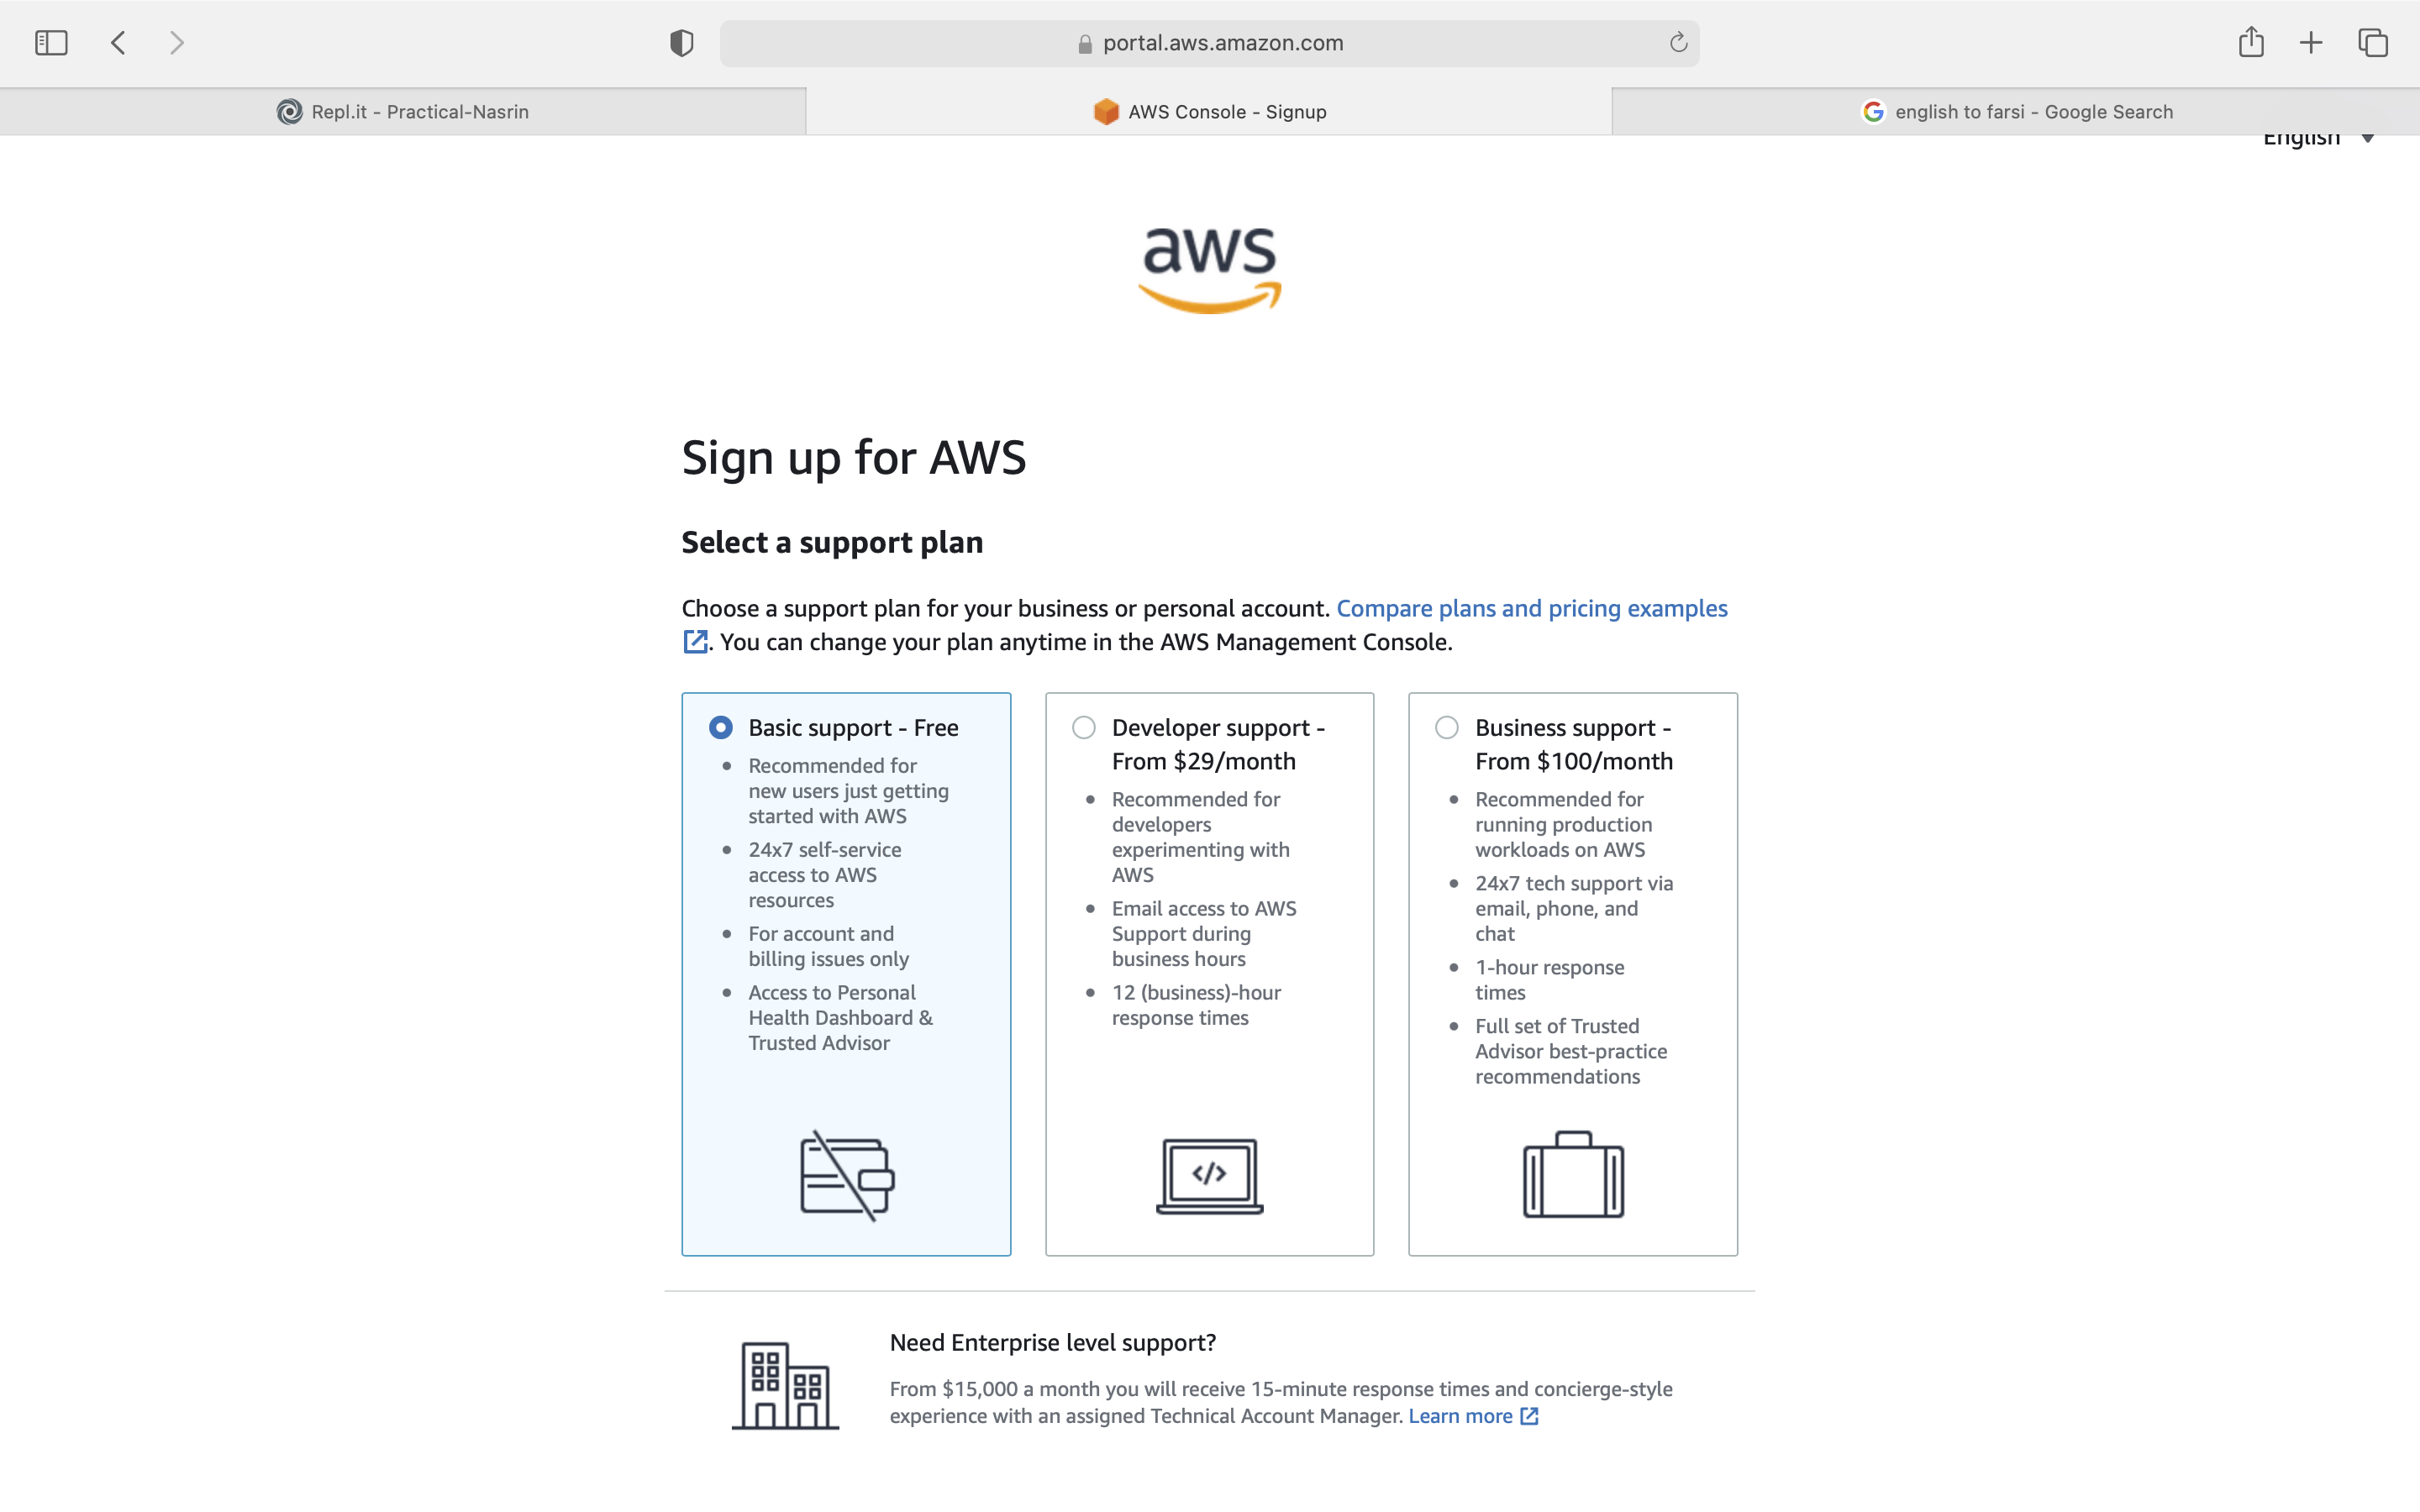 portal.aws.amazon.com
Repl.it - Practical-Nasrin
AWS Console - Signup
english to farsi - Google Search
English
aws
Sign up for AWS
Select a support plan
Choose a support plan for your business or personal account. Compare plans and pricing examples
. You can change your plan anytime in the AWS Management Console.
Basic support - Free
Recommended for
new users just getting
started with AWS
24x7 self-service
access to AWS
resources
For account and
billing issues only
Access to Personal
Health Dashboard &
Trusted Advisor
Developer support -
From $29/month
Recommended for
developers
experimenting with
AWS
Email access to AWS
Support during
business hours
12 (business)-hour
response times
</>
Business support -
From $100/month
Recommended for
running production
workloads on AWS
24x7 tech support via
email, phone, and
chat
1-hour response
times
Full set of Trusted
Advisor best-practice
recommendations
Need Enterprise level support?
From $15,000 a month you will receive 15-minute response times and concierge-style
experience with an assigned Technical Account Manager. Learn more